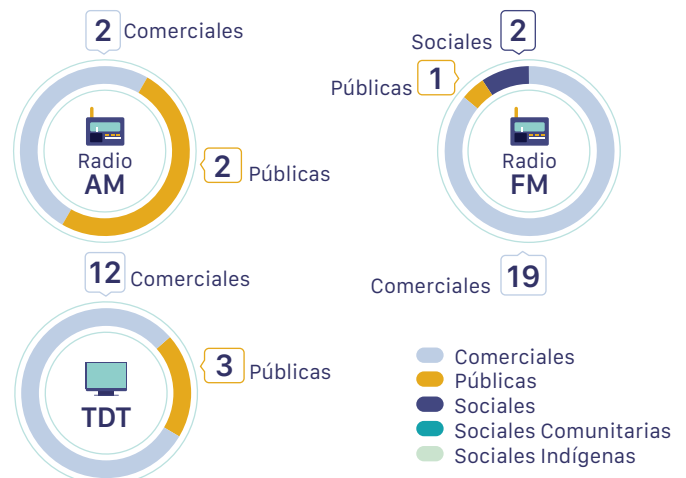 2 Comerciales
Radio
AM
2 Públicas
Sociales 2
Públicas 1
Radio
FM
Comerciales 19
12 Comerciales
3 Públicas
TDT
Comerciales
Públicas
Sociales
Sociales Comunitarias
Sociales Indígenas